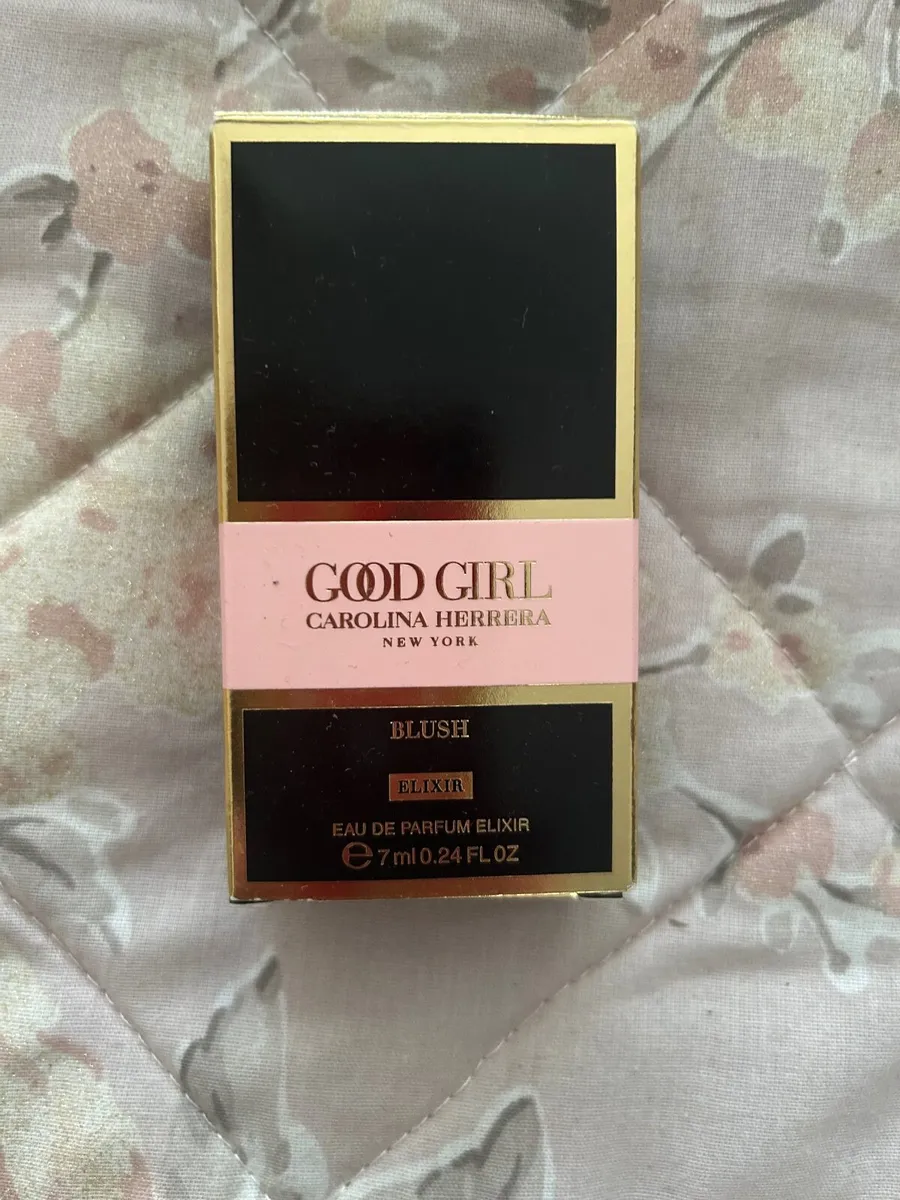 GOOD GIRL
CAROLINA HERRERA
NEW YORK
BLUSH
ELIXIR
EAU DE PARFUM ELIXIR
℮ 7 ml 0.24 FL OZ